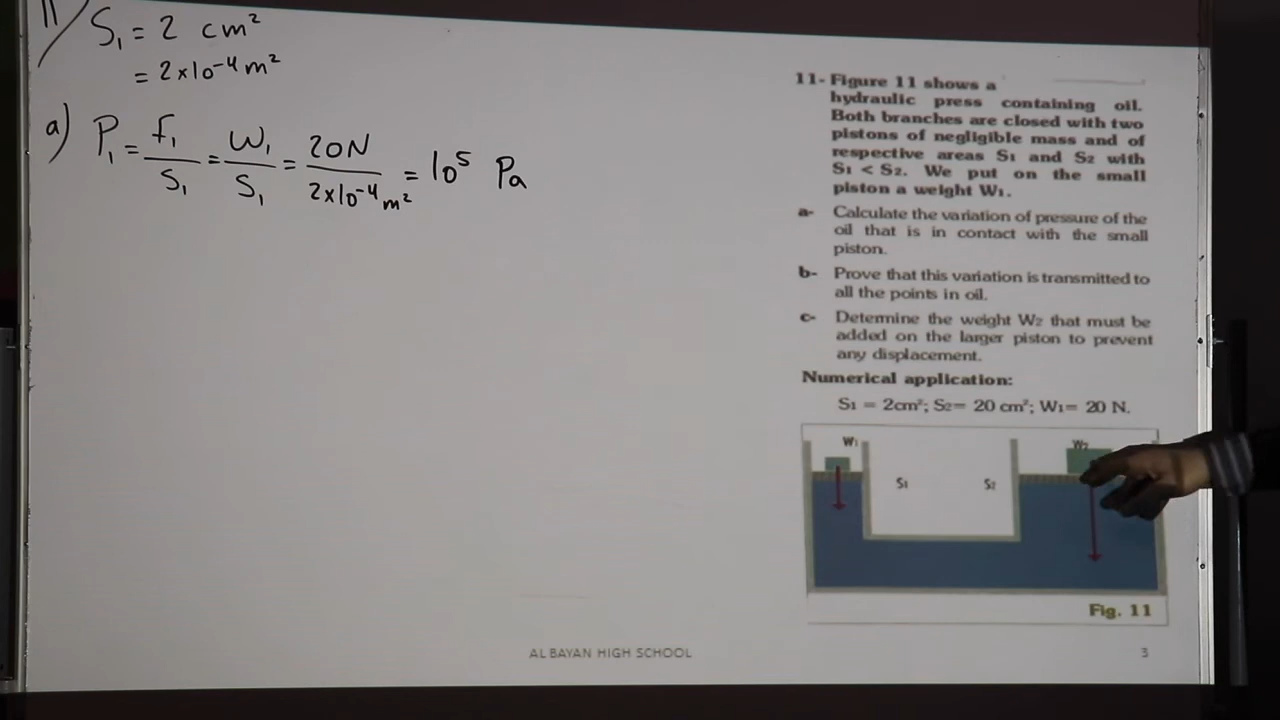 11/ S₁ = 2 cm²
= 2×10⁻⁴ m²
a) P₁ = F₁/S₁ = W₁/S₁ = 20N/2×10⁻⁴m² = 10⁵ Pa
11- Figure 11 shows a
hydraulic press containing oil.
Both branches are closed with two
pistons of negligible mass and of
respective areas S₁ and S₂ with
S₁ < S₂. We put on the small
piston a weight W₁.
a- Calculate the variation of pressure of the
oil that is in contact with the small
piston.
b- Prove that this variation is transmitted to
all the points in oil.
c- Determine the weight W₂ that must be
added on the larger piston to prevent
any displacement.
Numerical application:
S₁ = 2cm²; S₂= 20 cm²; W₁= 20 N.
W₁ W₂
S₁ S₂
Fig. 11
AL BAYAN HIGH SCHOOL 3